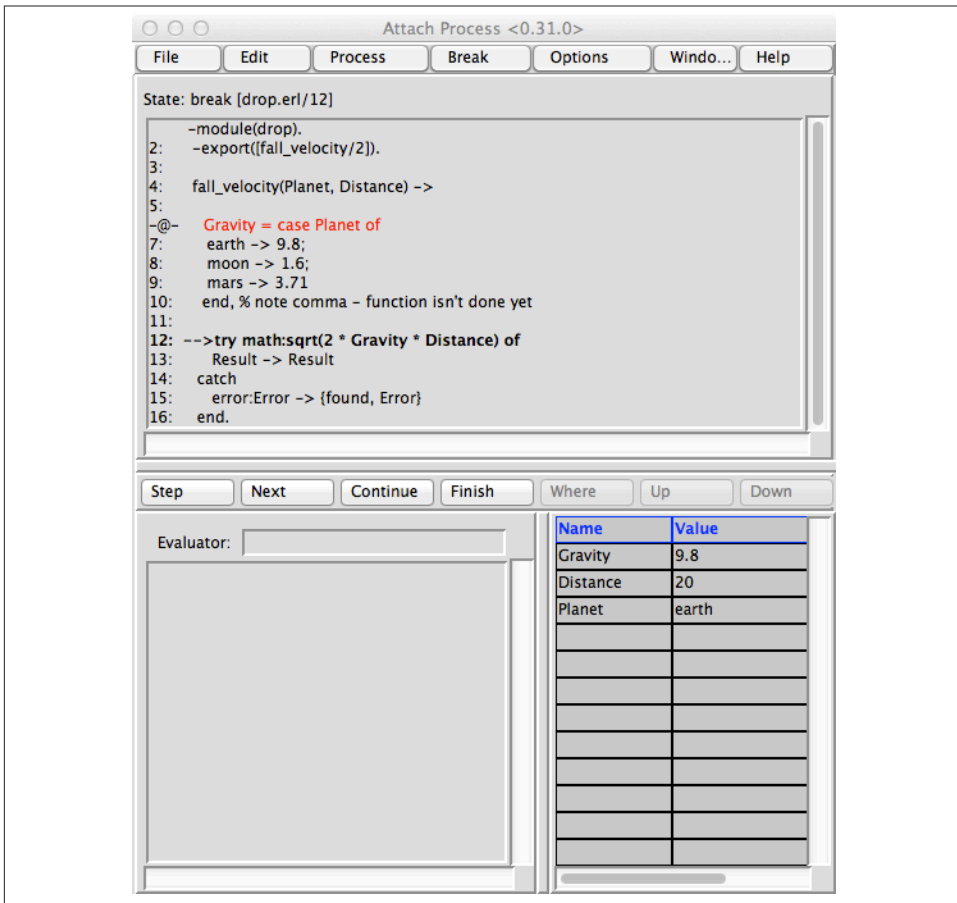 Attach Process <0.31.0>
File Edit Process Break Options Windo... Help
State: break [drop.erl/12]
-module(drop).
2: -export([fall_velocity/2]).
3:
4: fall_velocity(Planet, Distance) ->
5:
-@- Gravity = case Planet of
7: earth -> 9.8;
8: moon -> 1.6;
9: mars -> 3.71
10: end, % note comma - function isn't done yet
11:
12: -->try math:sqrt(2 * Gravity * Distance) of
13: Result -> Result
14: catch
15: error:Error -> {found, Error}
16: end.
Step Next Continue Finish Where Up Down
Evaluator:
Name Value
Gravity 9.8
Distance 20
Planet earth